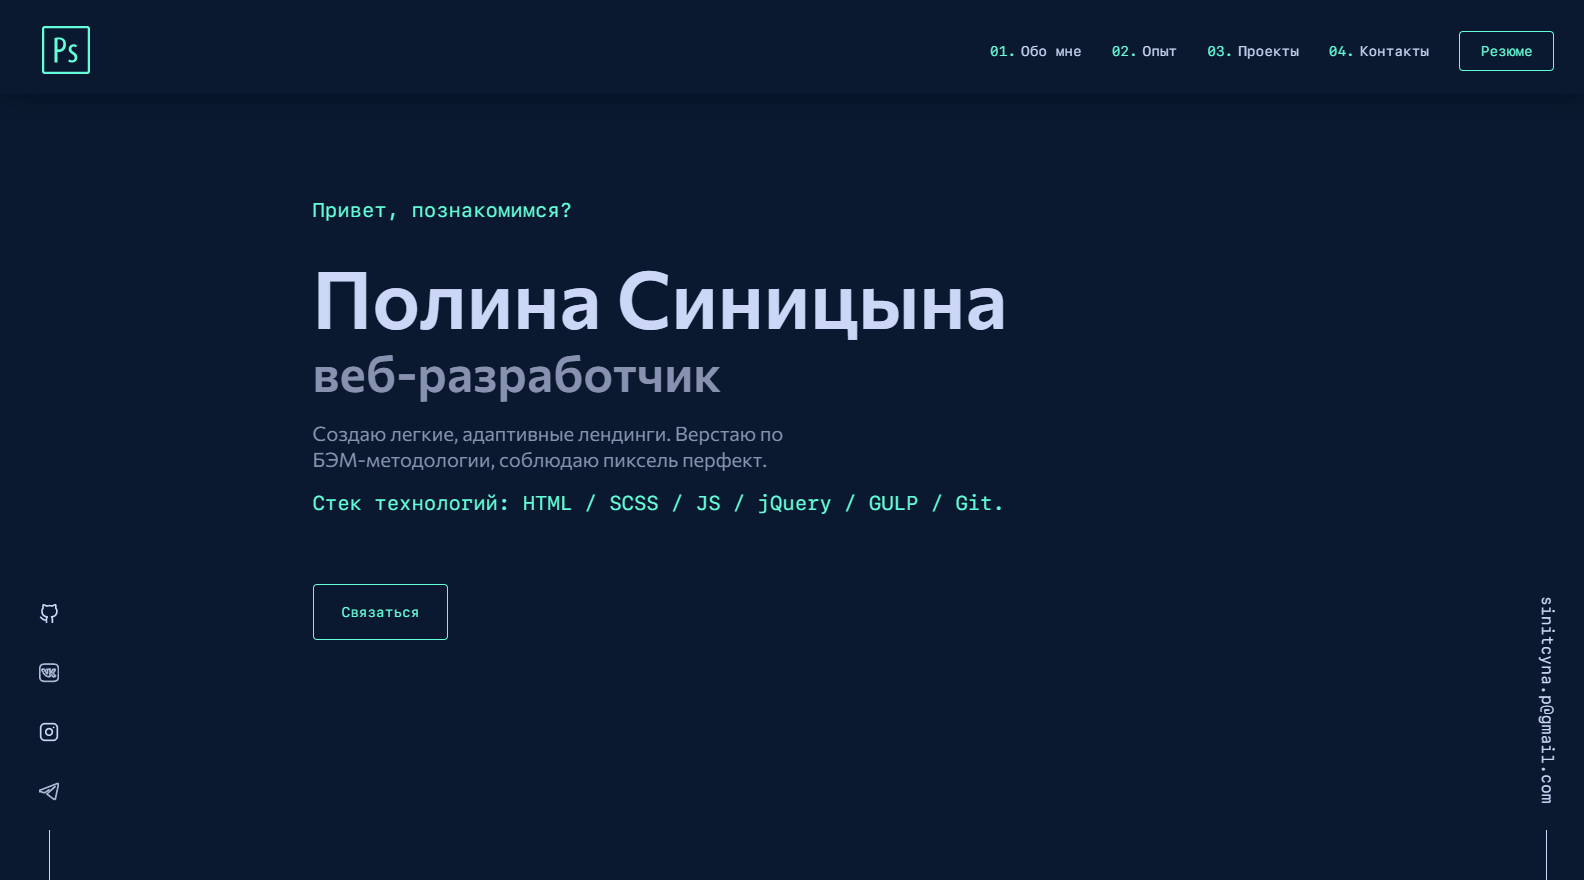 Ps
01. Обо мне
02. Опыт
03. Проекты
04. Контакты
Резюме
Привет, познакомимся?
Полина Синицына
веб-разработчик
Создаю легкие, адаптивные лендинги. Верстаю по
БЭМ-методологии, соблюдаю пиксель перфект.
Стек технологий: HTML / SCSS / JS / jQuery / GULP / Git.
Связаться
sinitcyna.p@gmail.com